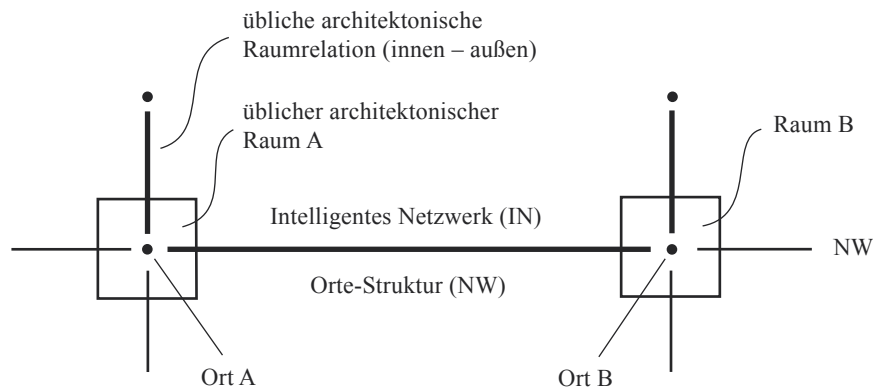 übliche architektonische
Raumrelation (innen – außen)
üblicher architektonischer
Raum A
Raum B
Intelligentes Netzwerk (IN)
NW
Orte-Struktur (NW)
Ort A
Ort B